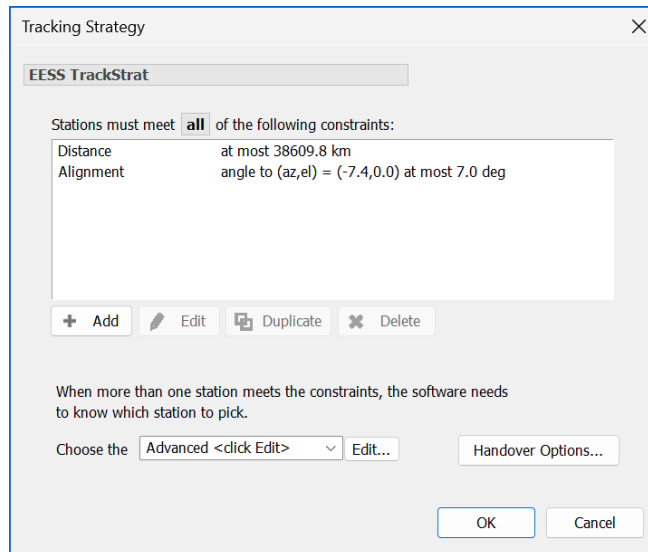 Tracking Strategy
EESS TrackStrat
Stations must meet all of the following constraints:
Distance at most 38609.8 km
Alignment angle to (az,el) = (-7.4,0.0) at most 7.0 deg
Add Edit Duplicate Delete
When more than one station meets the constraints, the software needs
to know which station to pick.
Choose the Advanced <click Edit> Edit... Handover Options...
OK Cancel